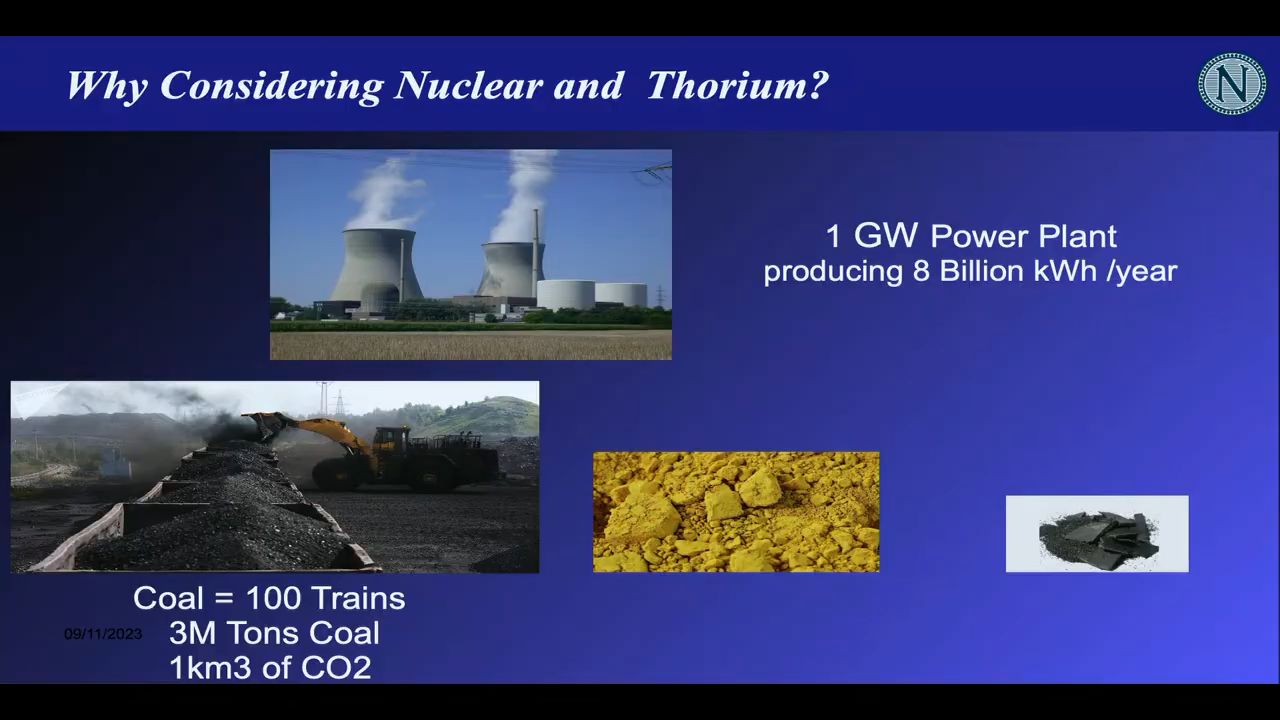 Why Considering Nuclear and Thorium?
N
1 GW Power Plant
producing 8 Billion kWh /year
Coal = 100 Trains
09/11/2023
3M Tons Coal
1km3 of CO2